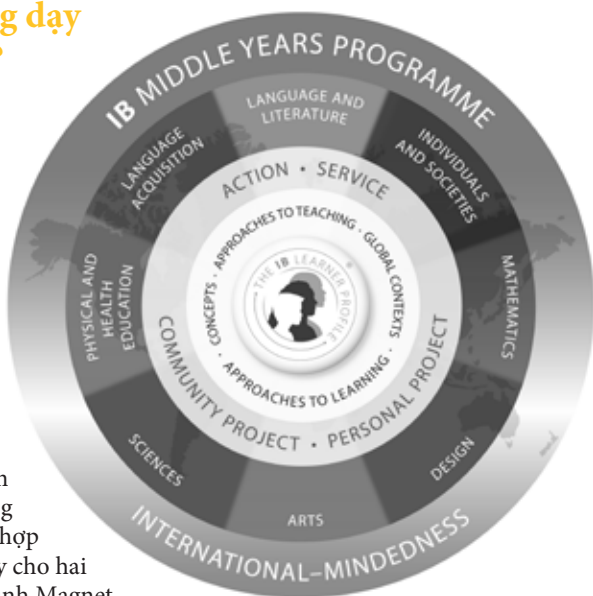 g dạy
IB MIDDLE YEARS PROGRAMME
LANGUAGE AND
LITERATURE
LANGUAGE
ACQUISITION
INDIVIDUALS
AND SOCIETIES
PHYSICAL AND
HEALTH
EDUCATION
MATHEMATICS
SCIENCES
ARTS
DESIGN
ACTION • SERVICE
COMMUNITY PROJECT • PERSONAL PROJECT
APPROACHES TO TEACHING · GLOBAL CONTEXTS ·
APPROACHES TO LEARNING · CONCEPTS ·
THE IB LEARNER PROFILE
INTERNATIONAL–MINDEDNESS
g
hợp
y cho hai
nh Magnet